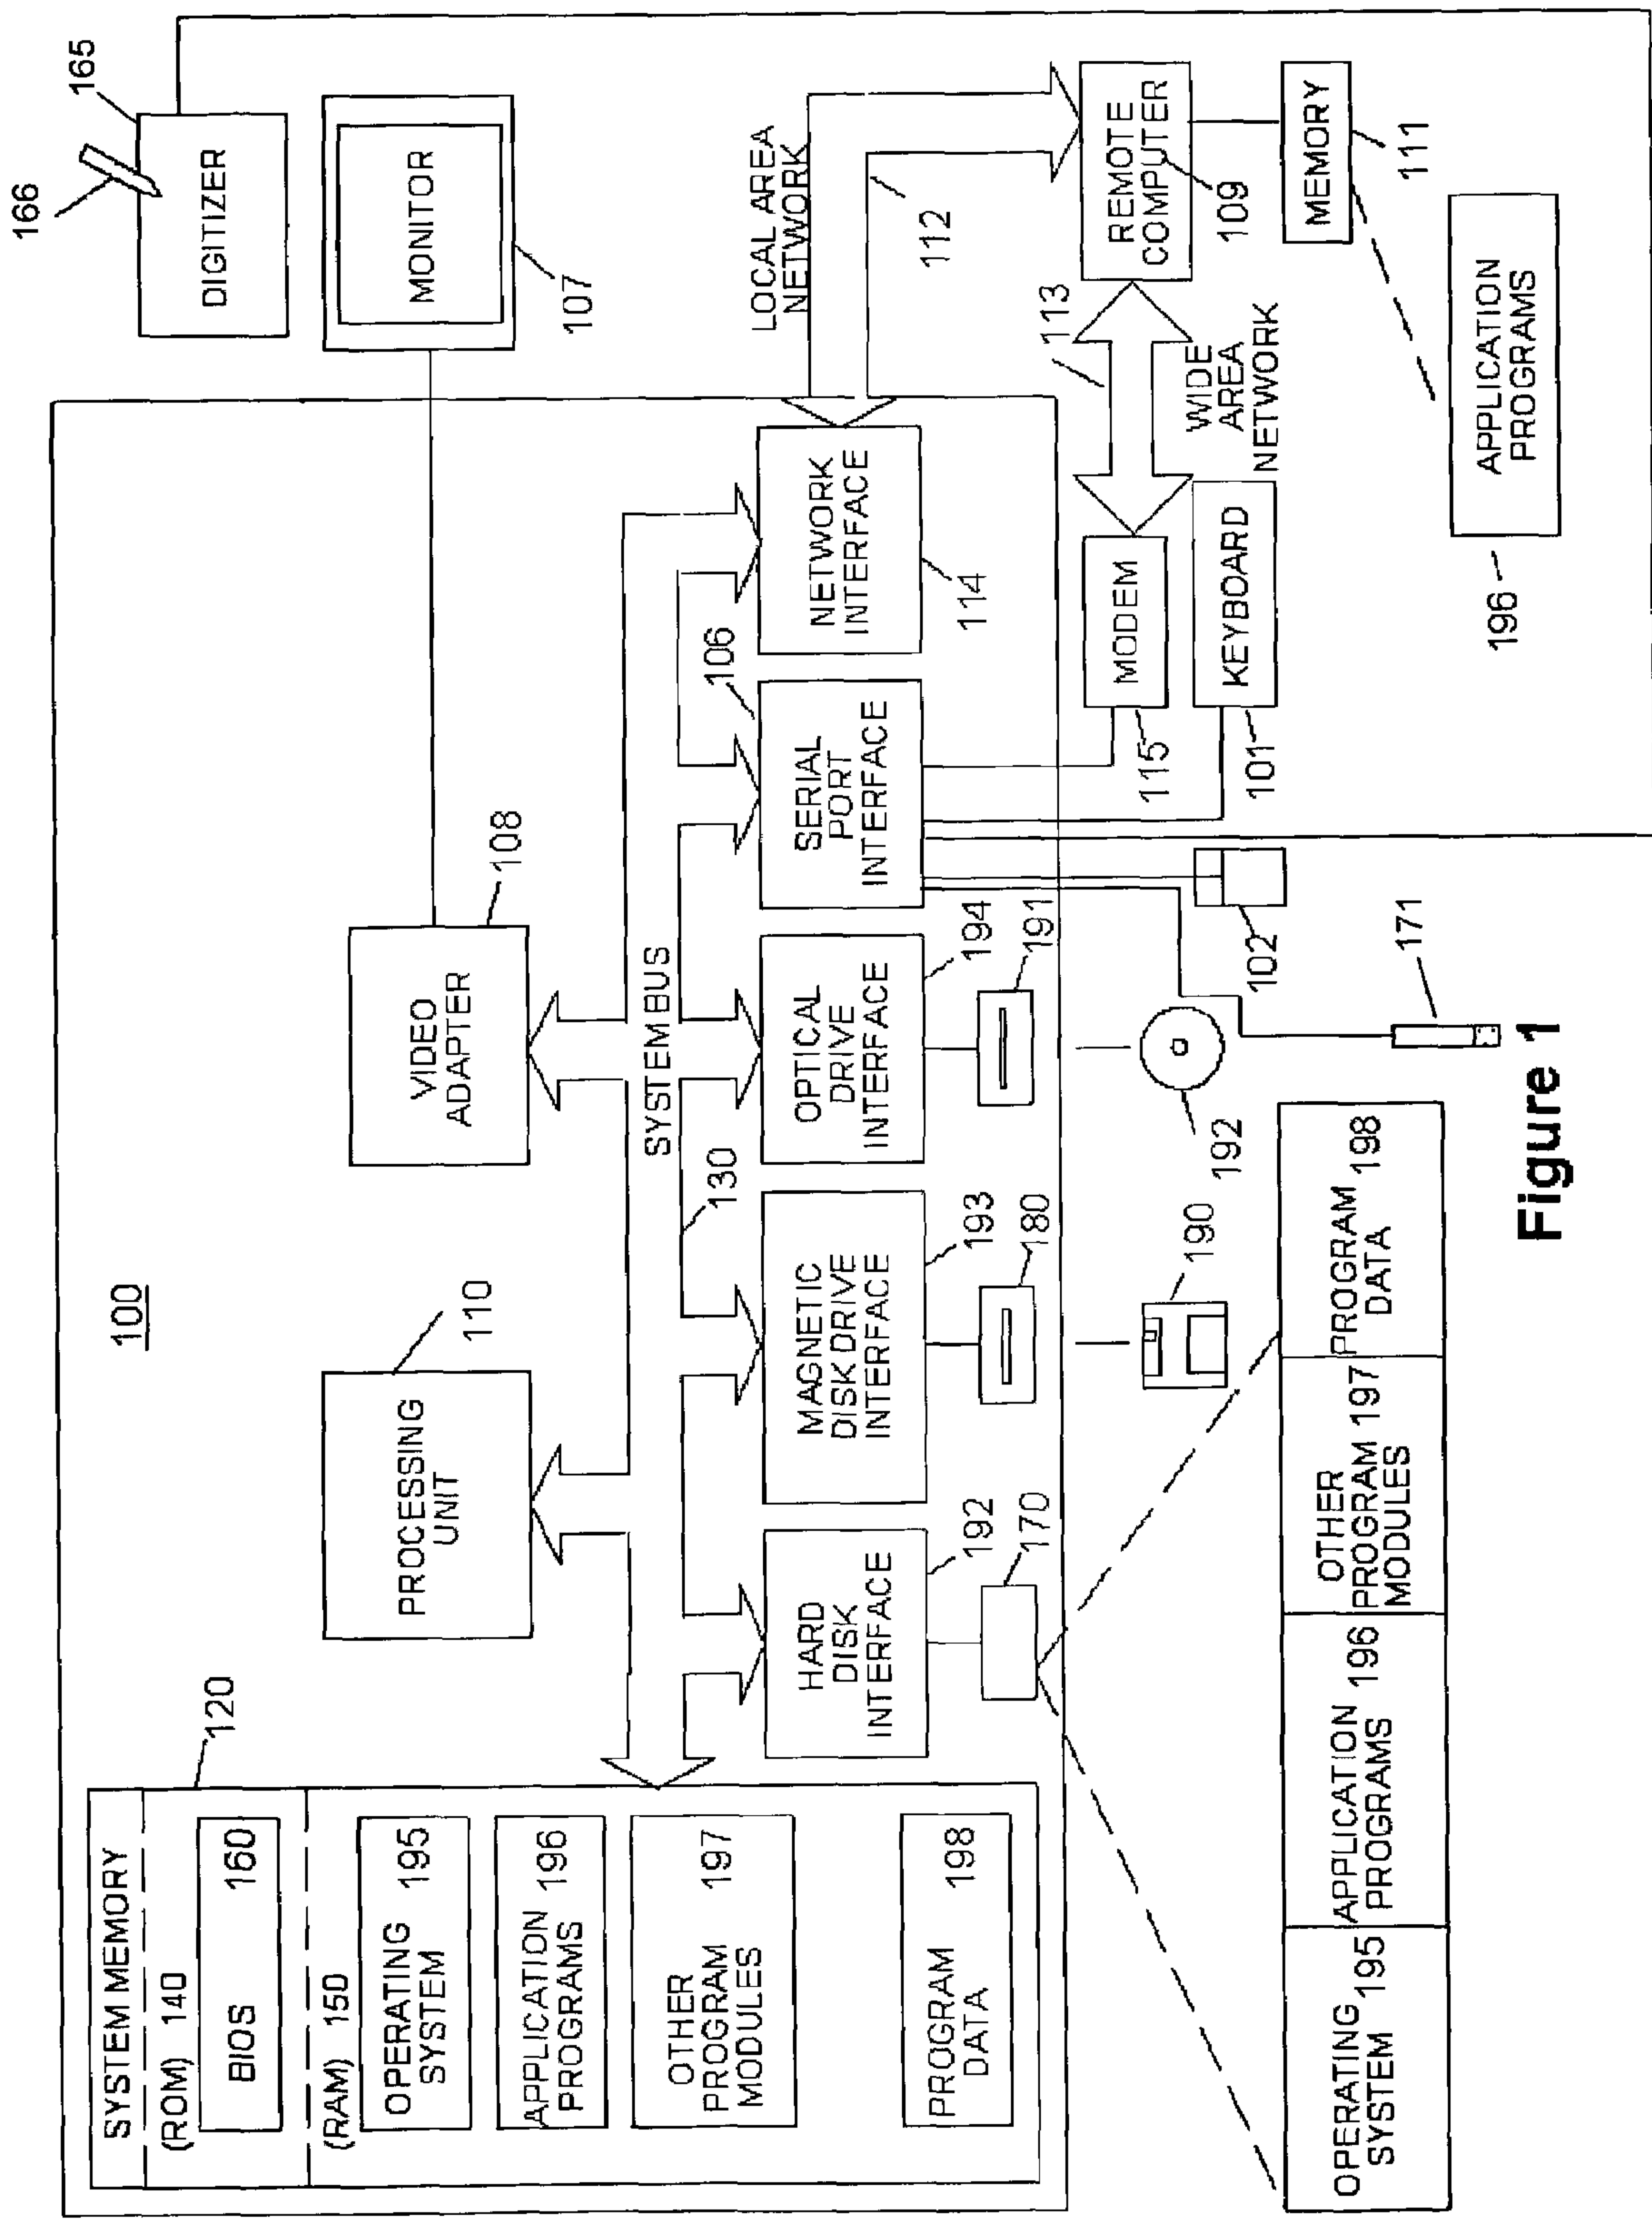 100
SYSTEM MEMORY
120
(ROM) 140
BIOS 160
(RAM) 150
OPERATING
SYSTEM 195
APPLICATION
PROGRAMS 196
OTHER
PROGRAM
MODULES 197
PROGRAM
DATA 198
PROCESSING
UNIT
110
VIDEO
ADAPTER
108
MONITOR
107
DIGITIZER
165
166
SYSTEM BUS
130
HARD
DISK
INTERFACE
192
170
MAGNETIC
DISK DRIVE
INTERFACE
193
180
190
OPTICAL
DRIVE
INTERFACE
194
191
192
SERIAL
PORT
INTERFACE
106
NETWORK
INTERFACE
114
LOCAL AREA
NETWORK
112
REMOTE
COMPUTER
109
113
WIDE
AREA
NETWORK
MODEM
115
KEYBOARD
101
102
171
MEMORY
111
APPLICATION
PROGRAMS
196
OPERATING
SYSTEM 195
APPLICATION
PROGRAMS 196
OTHER
PROGRAM 197
MODULES
PROGRAM
DATA 198
Figure 1